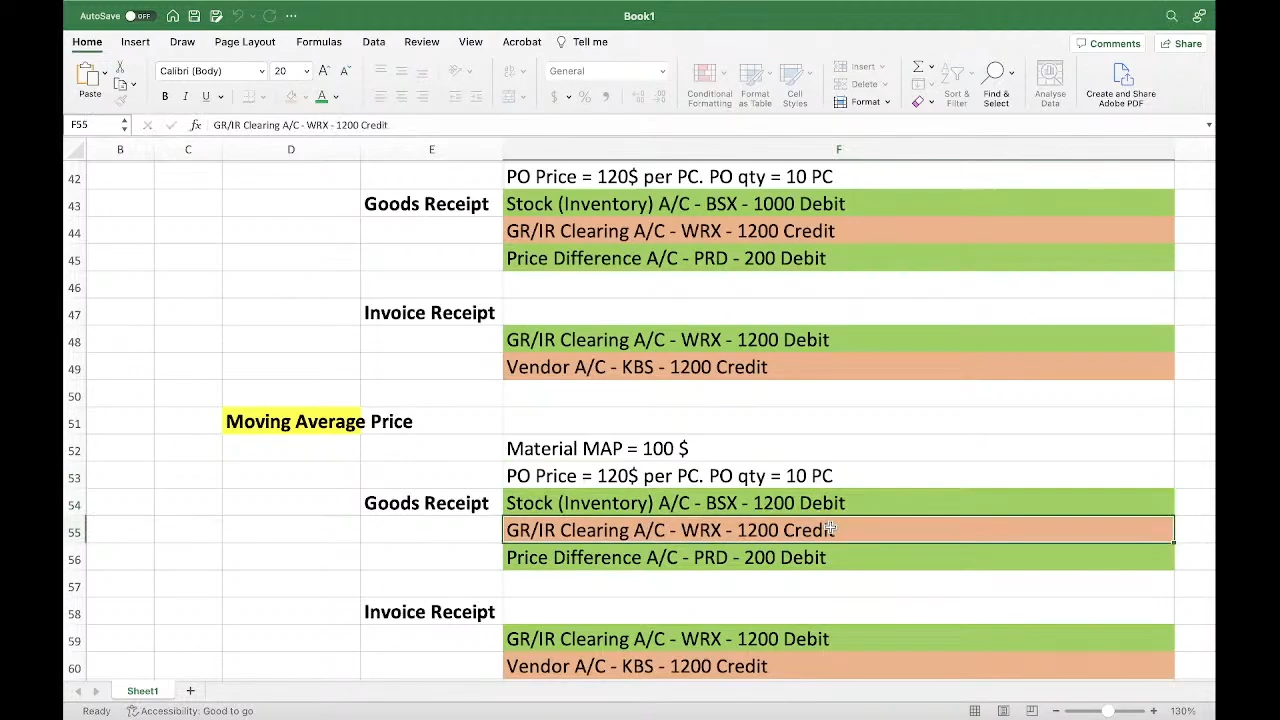 AutoSave OFF
Book1
Home Insert Draw Page Layout Formulas Data Review View Acrobat Tell me Comments Share
Paste
Calibri (Body) 20
B I U
General
$ %
Conditional Formatting
Format as Table
Cell Styles
Insert
Delete
Format
Sort & Filter
Find & Select
Analyse Data
Create and Share Adobe PDF
F55 fx GR/IR Clearing A/C - WRX - 1200 Credit
B C D E F
42 PO Price = 120$ per PC. PO qty = 10 PC
43 Goods Receipt Stock (Inventory) A/C - BSX - 1000 Debit
44 GR/IR Clearing A/C - WRX - 1200 Credit
45 Price Difference A/C - PRD - 200 Debit
46
47 Invoice Receipt
48 GR/IR Clearing A/C - WRX - 1200 Debit
49 Vendor A/C - KBS - 1200 Credit
50
51 Moving Average Price
52 Material MAP = 100 $
53 PO Price = 120$ per PC. PO qty = 10 PC
54 Goods Receipt Stock (Inventory) A/C - BSX - 1200 Debit
55 GR/IR Clearing A/C - WRX - 1200 Credit
56 Price Difference A/C - PRD - 200 Debit
57
58 Invoice Receipt
59 GR/IR Clearing A/C - WRX - 1200 Debit
60 Vendor A/C - KBS - 1200 Credit
Sheet1
Ready Accessibility: Good to go 130%